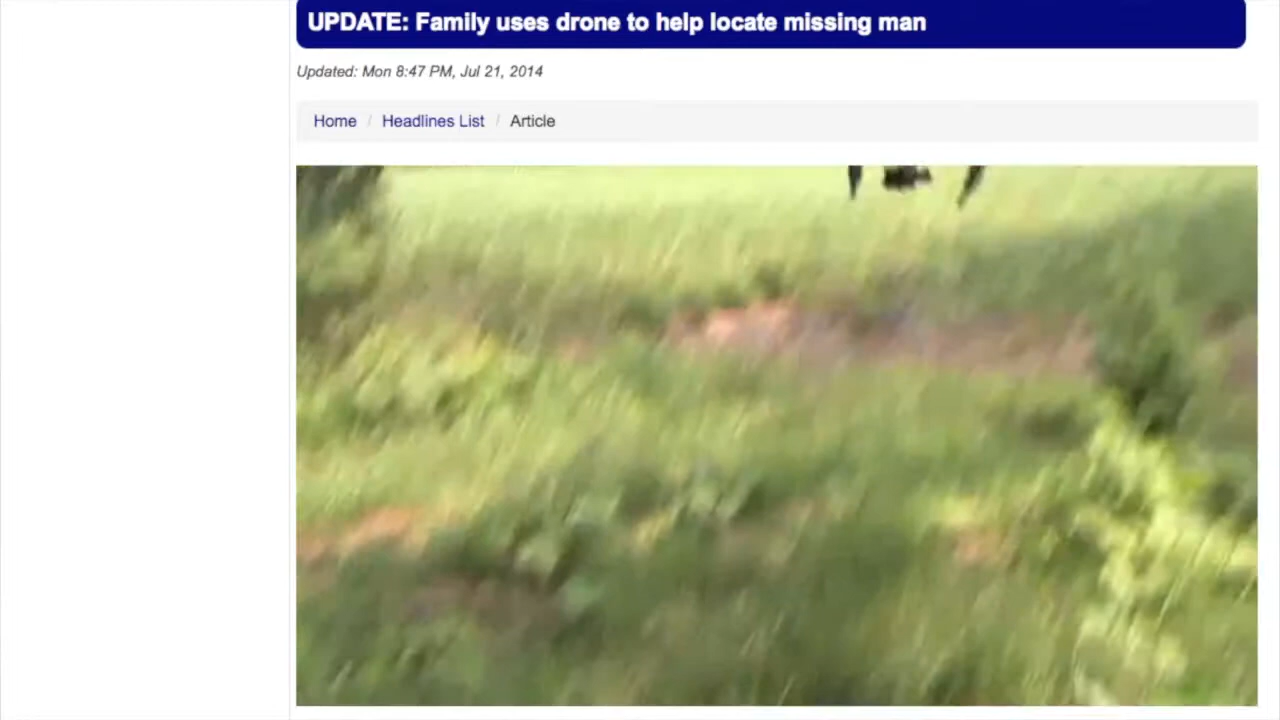 UPDATE: Family uses drone to help locate missing man
Updated: Mon 8:47 PM, Jul 21, 2014
Home / Headlines List / Article